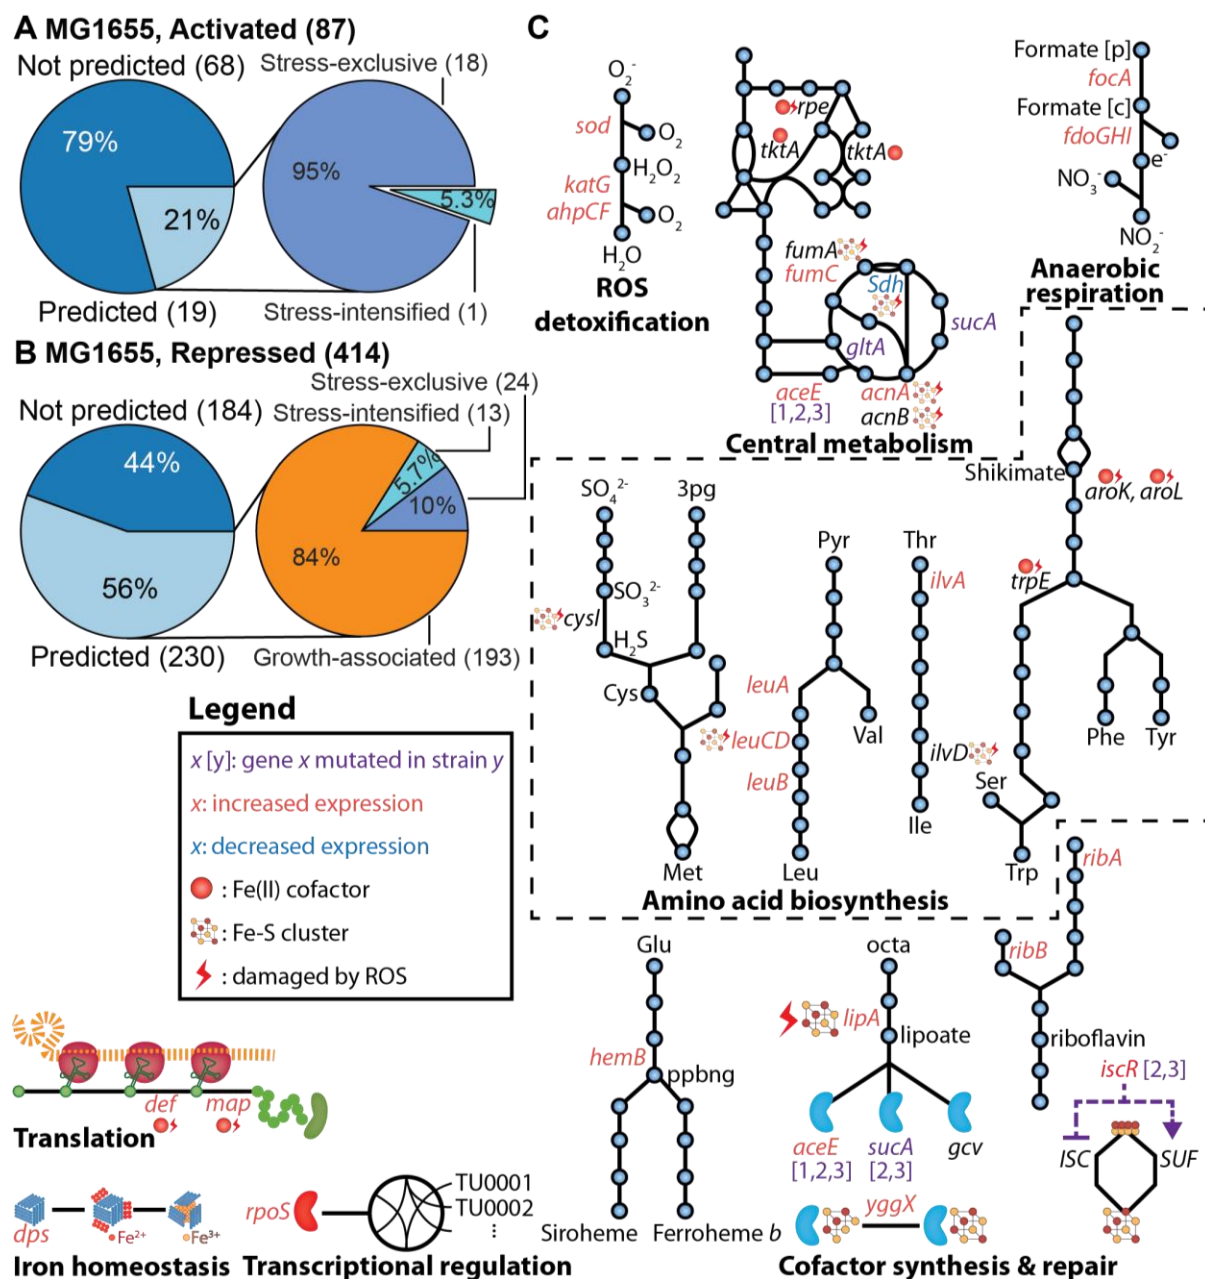 A MG1655, Activated (87)
Not predicted (68)
Stress-exclusive (18)
79%
21%
95%
5.3%
Predicted (19)
Stress-intensified (1)
B MG1655, Repressed (414)
Stress-exclusive (24)
Not predicted (184)
Stress-intensified (13)
44%
56%
5.7%
10%
84%
Predicted (230)
Growth-associated (193)
Legend
x [y]: gene x mutated in strain y
x: increased expression
x: decreased expression
: Fe(II) cofactor
: Fe-S cluster
: damaged by ROS
def
map
Translation
dps
Fe2+
Fe3+
Iron homeostasis
rpoS
TU0001
TU0002
⋮
Transcriptional regulation
C
O2-
sod
O2
H2O2
katG
ahpCF
O2
H2O
ROS
detoxification
rpe
tktA
tktA
fumA
fumC
Sdh
sucA
gltA
aceE
[1,2,3]
acnA
acnB
Central metabolism
Formate [p]
focA
Formate [c]
fdoGHI
e-
NO3-
NO2-
Anaerobic
respiration
SO42-
3pg
SO32-
cysI
H2S
Cys
Met
Pyr
leuA
Val
leuCD
leuB
Leu
Thr
ilvA
ilvD
Ile
Shikimate
aroK, aroL
trpE
Phe
Tyr
Ser
Trp
Amino acid biosynthesis
Glu
hemB
ppbng
Siroheme
Ferroheme b
octa
lipA
lipoate
aceE
[1,2,3]
sucA
[2,3]
gcv
yggX
ribA
ribB
riboflavin
iscR [2,3]
ISC
SUF
Cofactor synthesis & repair